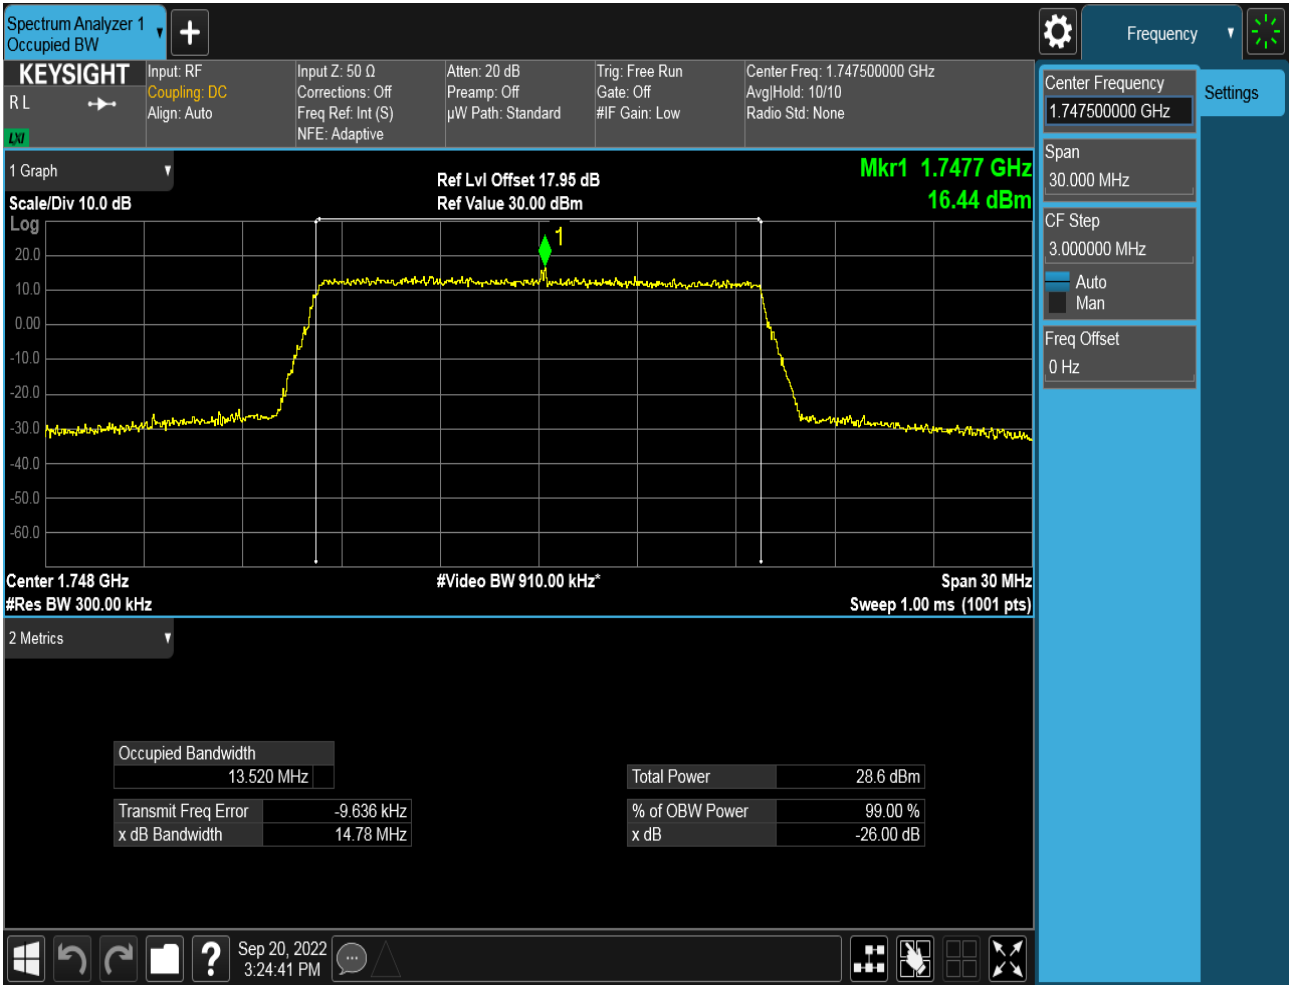 Spectrum Analyzer 1
Occupied BW
Frequency
KEYSIGHT
R L
LXI
Input: RF
Coupling: DC
Align: Auto
Input Z: 50 Ω
Corrections: Off
Freq Ref: Int (S)
NFE: Adaptive
Atten: 20 dB
Preamp: Off
µW Path: Standard
Trig: Free Run
Gate: Off
#IF Gain: Low
Center Freq: 1.747500000 GHz
Avg|Hold: 10/10
Radio Std: None
Center Frequency
1.747500000 GHz
Settings
Span
30.000 MHz
CF Step
3.000000 MHz
Auto
Man
Freq Offset
0 Hz
1 Graph
Scale/Div 10.0 dB
Ref Lvl Offset 17.95 dB
Ref Value 30.00 dBm
Mkr1 1.7477 GHz
16.44 dBm
Log
1
20.0
10.0
0.00
-10.0
-20.0
-30.0
-40.0
-50.0
-60.0
Center 1.748 GHz
#Video BW 910.00 kHz*
Span 30 MHz
#Res BW 300.00 kHz
Sweep 1.00 ms (1001 pts)
2 Metrics
Occupied Bandwidth
13.520 MHz
Total Power 28.6 dBm
Transmit Freq Error -9.636 kHz
% of OBW Power 99.00 %
x dB Bandwidth 14.78 MHz
x dB -26.00 dB
?
Sep 20, 2022
3:24:41 PM